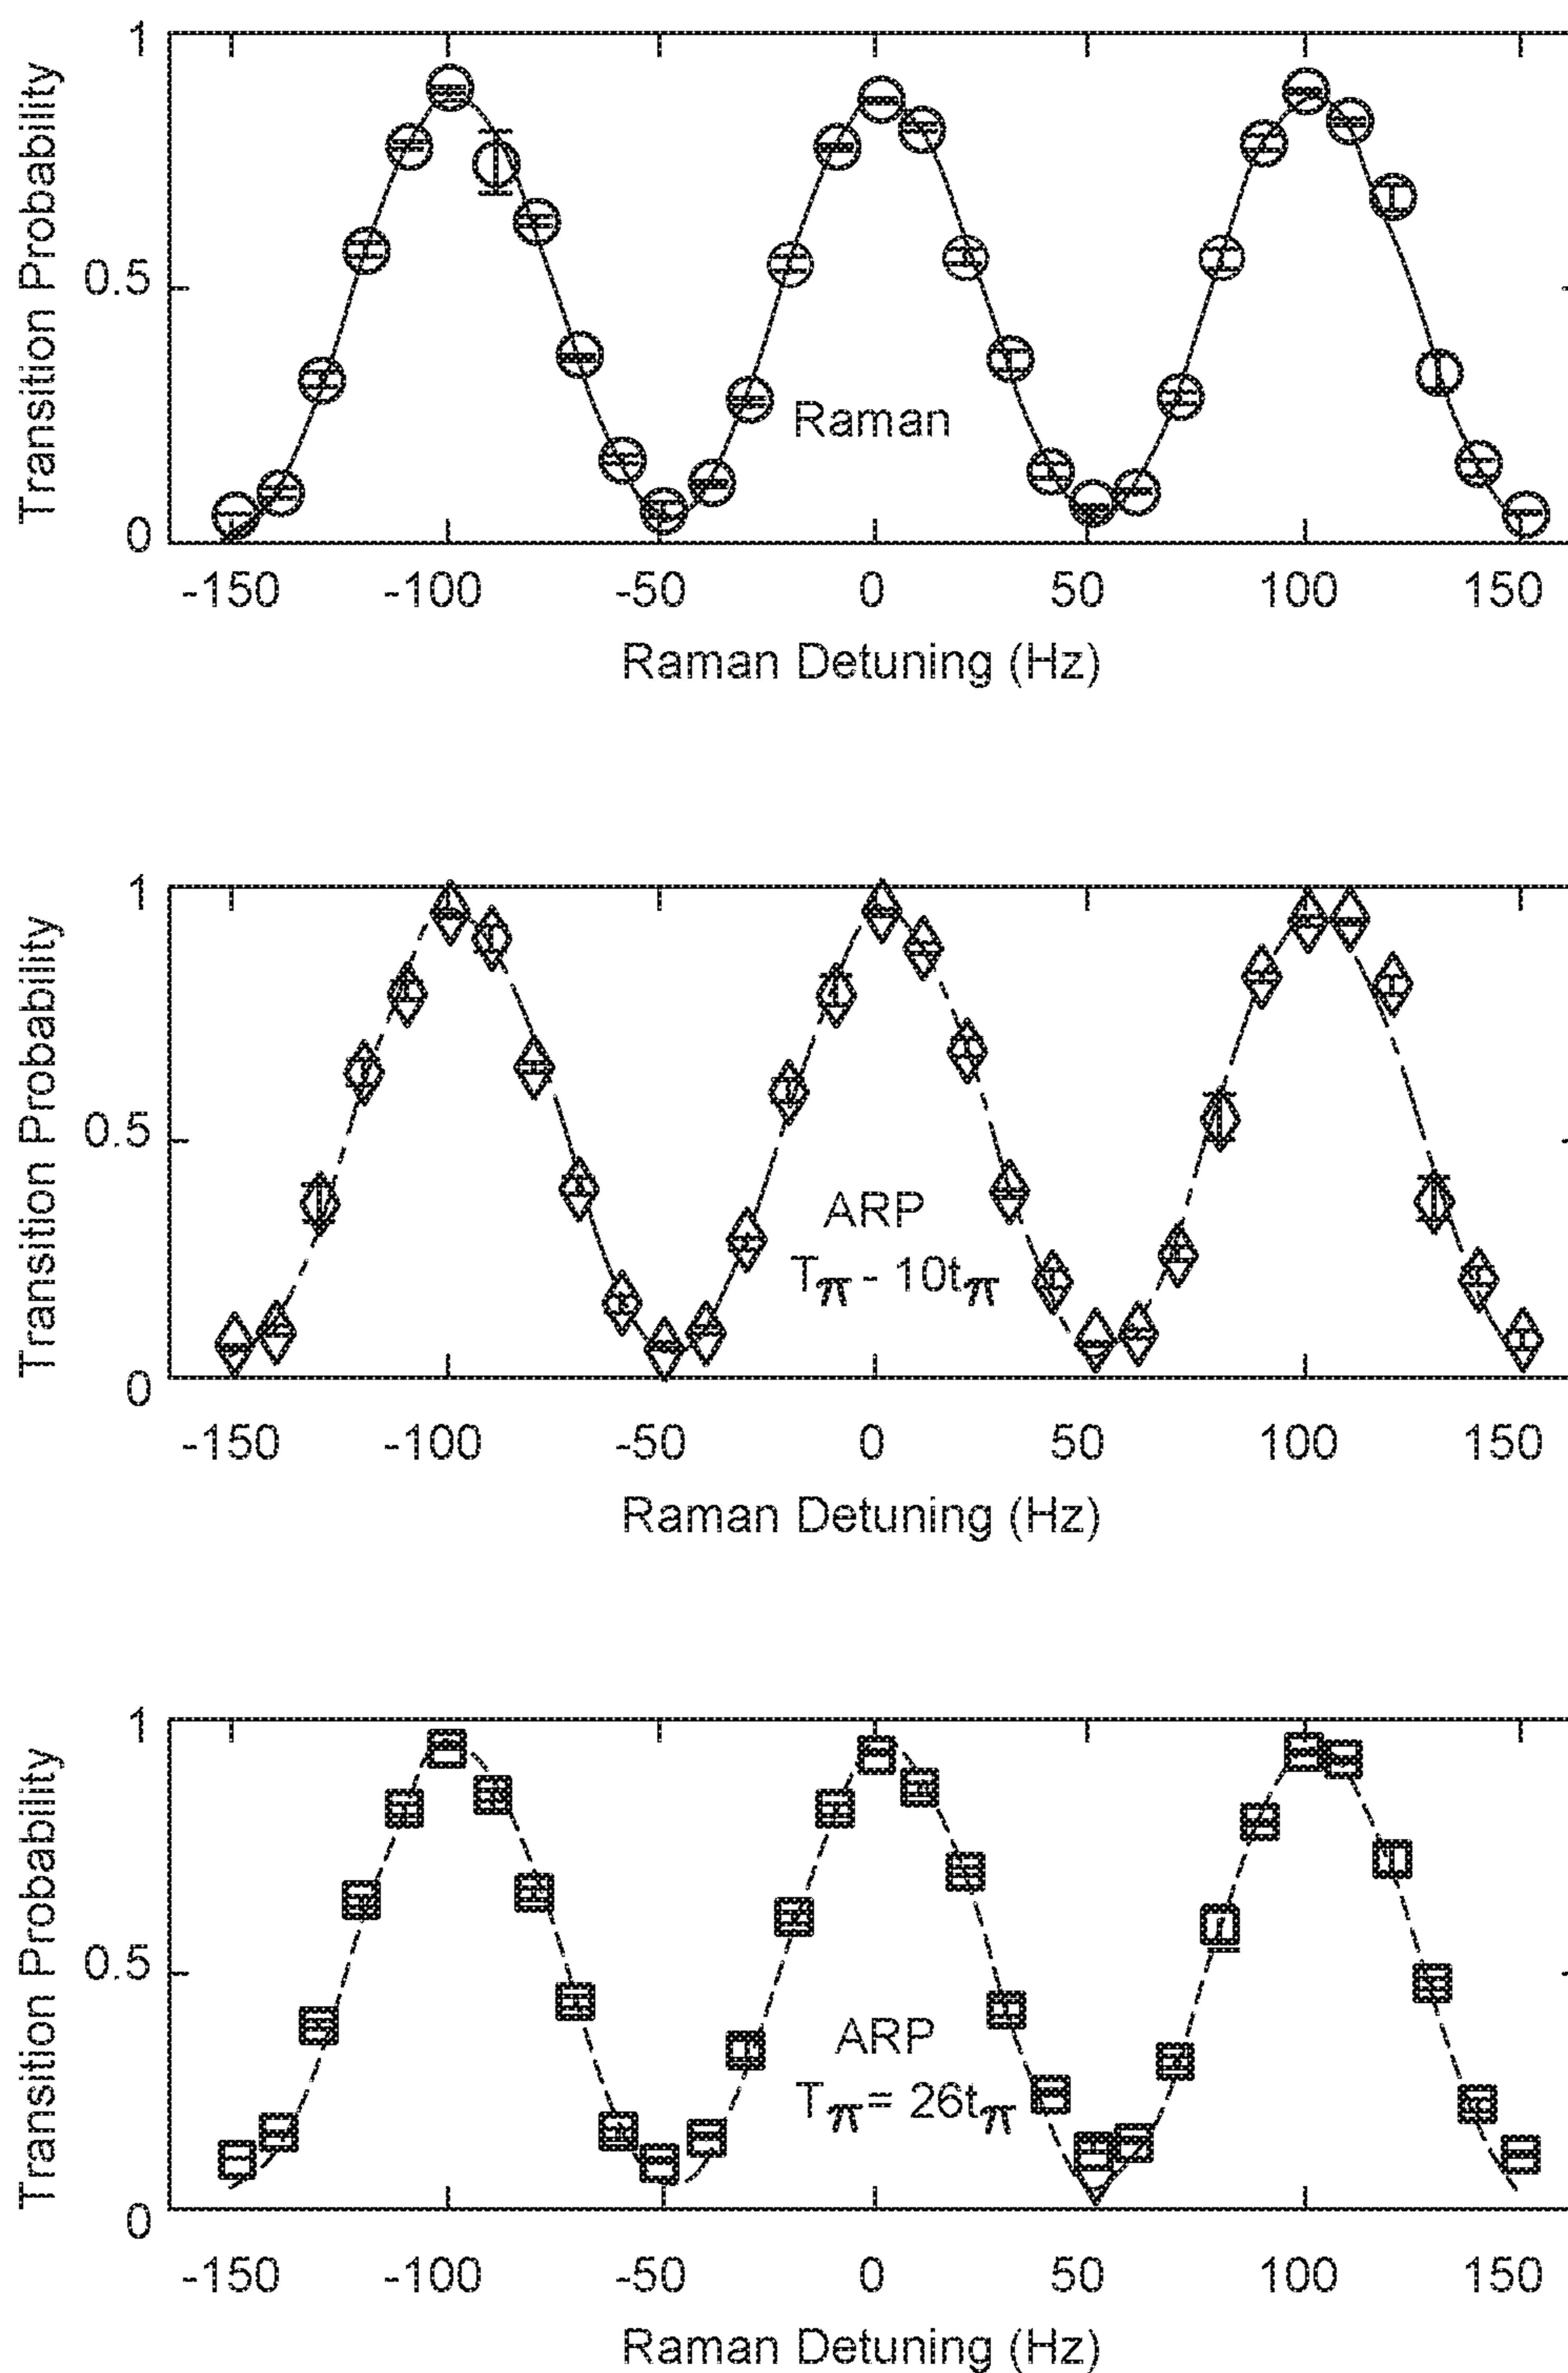 Transition Probability
1
0.5
0
Raman
-150 -100 -50 0 50 100 150
Raman Detuning (Hz)
Transition Probability
1
0.5
0
ARP
Tπ - 10tπ
-150 -100 -50 0 50 100 150
Raman Detuning (Hz)
Transition Probability
1
0.5
0
ARP
Tπ = 26tπ
-150 -100 -50 0 50 100 150
Raman Detuning (Hz)